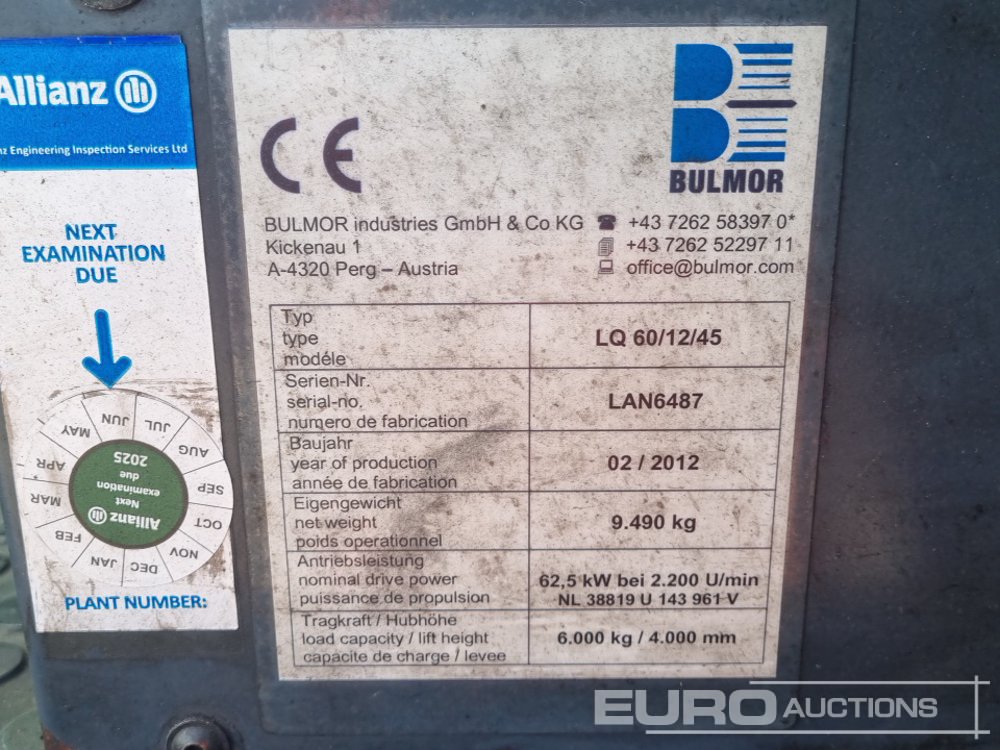 Allianz
Engineering Inspection Services Ltd
NEXT
EXAMINATION
DUE
JAN
FEB
MAR
APR
MAY
JUN
JUL
AUG
SEP
OCT
NOV
DEC
Allianz
Next
examination
due
2025
PLANT NUMBER:
CE
BULMOR
BULMOR industries GmbH & Co KG
Kickenau 1
A-4320 Perg – Austria
+43 7262 58397 0*
+43 7262 52297 11
office@bulmor.com
Typ
type
modéle
LQ 60/12/45
Serien-Nr.
serial-no.
numero de fabrication
LAN6487
Baujahr
year of production
année de fabrication
02 / 2012
Eigengewicht
net weight
poids operationnel
9.490 kg
Antriebsleistung
nominal drive power
puissance de propulsion
62,5 kW bei 2.200 U/min
NL 38819 U 143 961 V
Tragkraft / Hubhöhe
load capacity / lift height
capacite de charge / levee
6.000 kg / 4.000 mm
EURO AUCTIONS